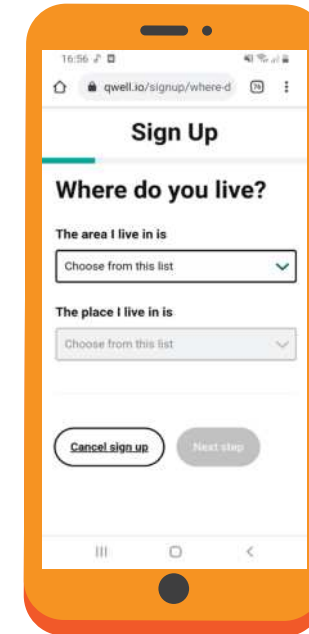 16:56
qwell.io/signup/where-d
Sign Up
Where do you live?
The area I live in is
Choose from this list
The place I live in is
Choose from this list
Cancel sign up Next step